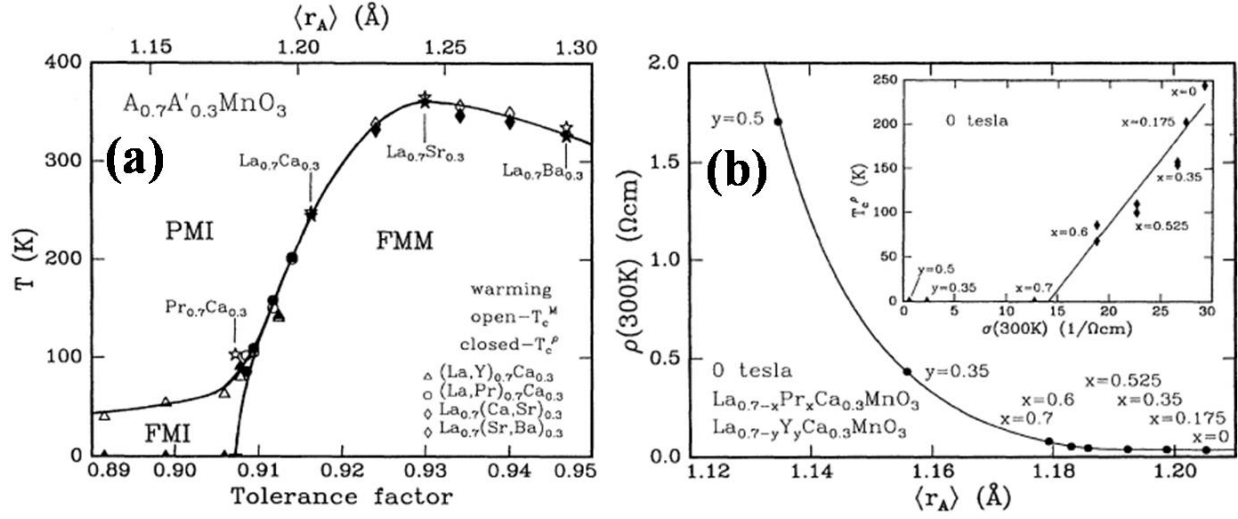 ⟨r_A⟩ (Å)
1.15 1.20 1.25 1.30
400
300
200
100
0
T (K)
A₀.₇A′₀.₃MnO₃
(a)
La₀.₇Ca₀.₃
La₀.₇Sr₀.₃
La₀.₇Ba₀.₃
PMI
FMM
Pr₀.₇Ca₀.₃
FMI
warming
open-T_c^M
closed-T_c^ρ
(La,Y)₀.₇Ca₀.₃
(La,Pr)₀.₇Ca₀.₃
La₀.₇(Ca,Sr)₀.₃
La₀.₇(Sr,Ba)₀.₃
0.89 0.90 0.91 0.92 0.93 0.94 0.95
Tolerance factor
2.0
1.5
1.0
0.5
0.0
ρ(300K) (Ωcm)
y=0.5
(b)
y=0.35
0 tesla
La₀.₇₋ₓPrₓCa₀.₃MnO₃
La₀.₇₋yYyCa₀.₃MnO₃
x=0.525
x=0.6 x=0.35
x=0.7 x=0.175
x=0
1.12 1.14 1.16 1.18 1.20
⟨r_A⟩ (Å)
250
200
150
100
50
0
T_c^ρ (K)
0 tesla
x=0
x=0.175
x=0.35
x=0.525
x=0.6
y=0.5
y=0.35
x=0.7
0 5 10 15 20 25 30
σ(300K) (1/Ωcm)